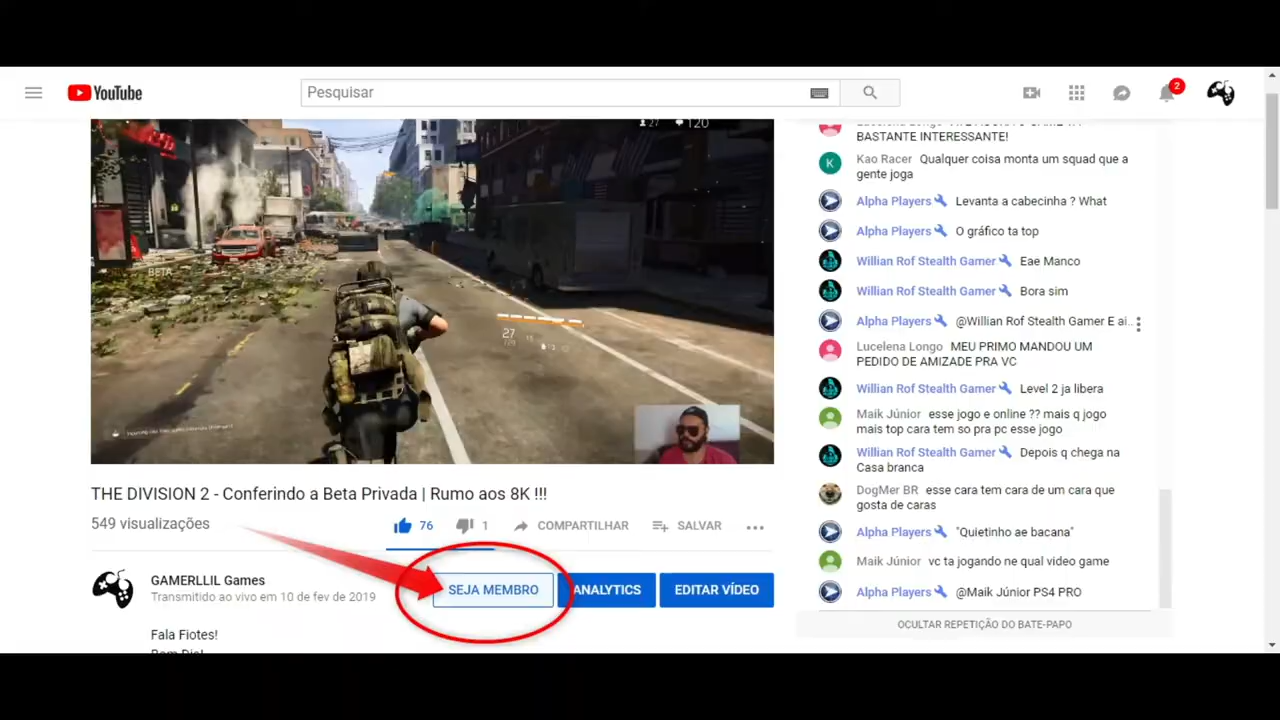 YouTube
Pesquisar
2
27 120
BASTANTE INTERESSANTE!
Kao Racer Qualquer coisa monta um squad que a
gente joga
Alpha Players Levanta a cabecinha ? What
Alpha Players O gráfico ta top
Willian Rof Stealth Gamer Eae Manco
Willian Rof Stealth Gamer Bora sim
Alpha Players @Willian Rof Stealth Gamer E ai...
Lucelena Longo MEU PRIMO MANDOU UM
PEDIDO DE AMIZADE PRA VC
Willian Rof Stealth Gamer Level 2 ja libera
Maik Júnior esse jogo e online ?? mais q jogo
mais top cara tem so pra pc esse jogo
Willian Rof Stealth Gamer Depois q chega na
Casa branca
DogMer BR esse cara tem cara de um cara que
gosta de caras
Alpha Players "Quietinho ae bacana"
Maik Júnior vc ta jogando ne qual video game
Alpha Players @Maik Júnior PS4 PRO
OCULTAR REPETIÇÃO DO BATE-PAPO
K
BETA
27
THE DIVISION 2 - Conferindo a Beta Privada | Rumo aos 8K !!!
549 visualizações
76 1 COMPARTILHAR SALVAR
GAMERLLIL Games
Transmitido ao vivo em 10 de fev de 2019
SEJA MEMBRO ANALYTICS EDITAR VÍDEO
Fala Fiotes!